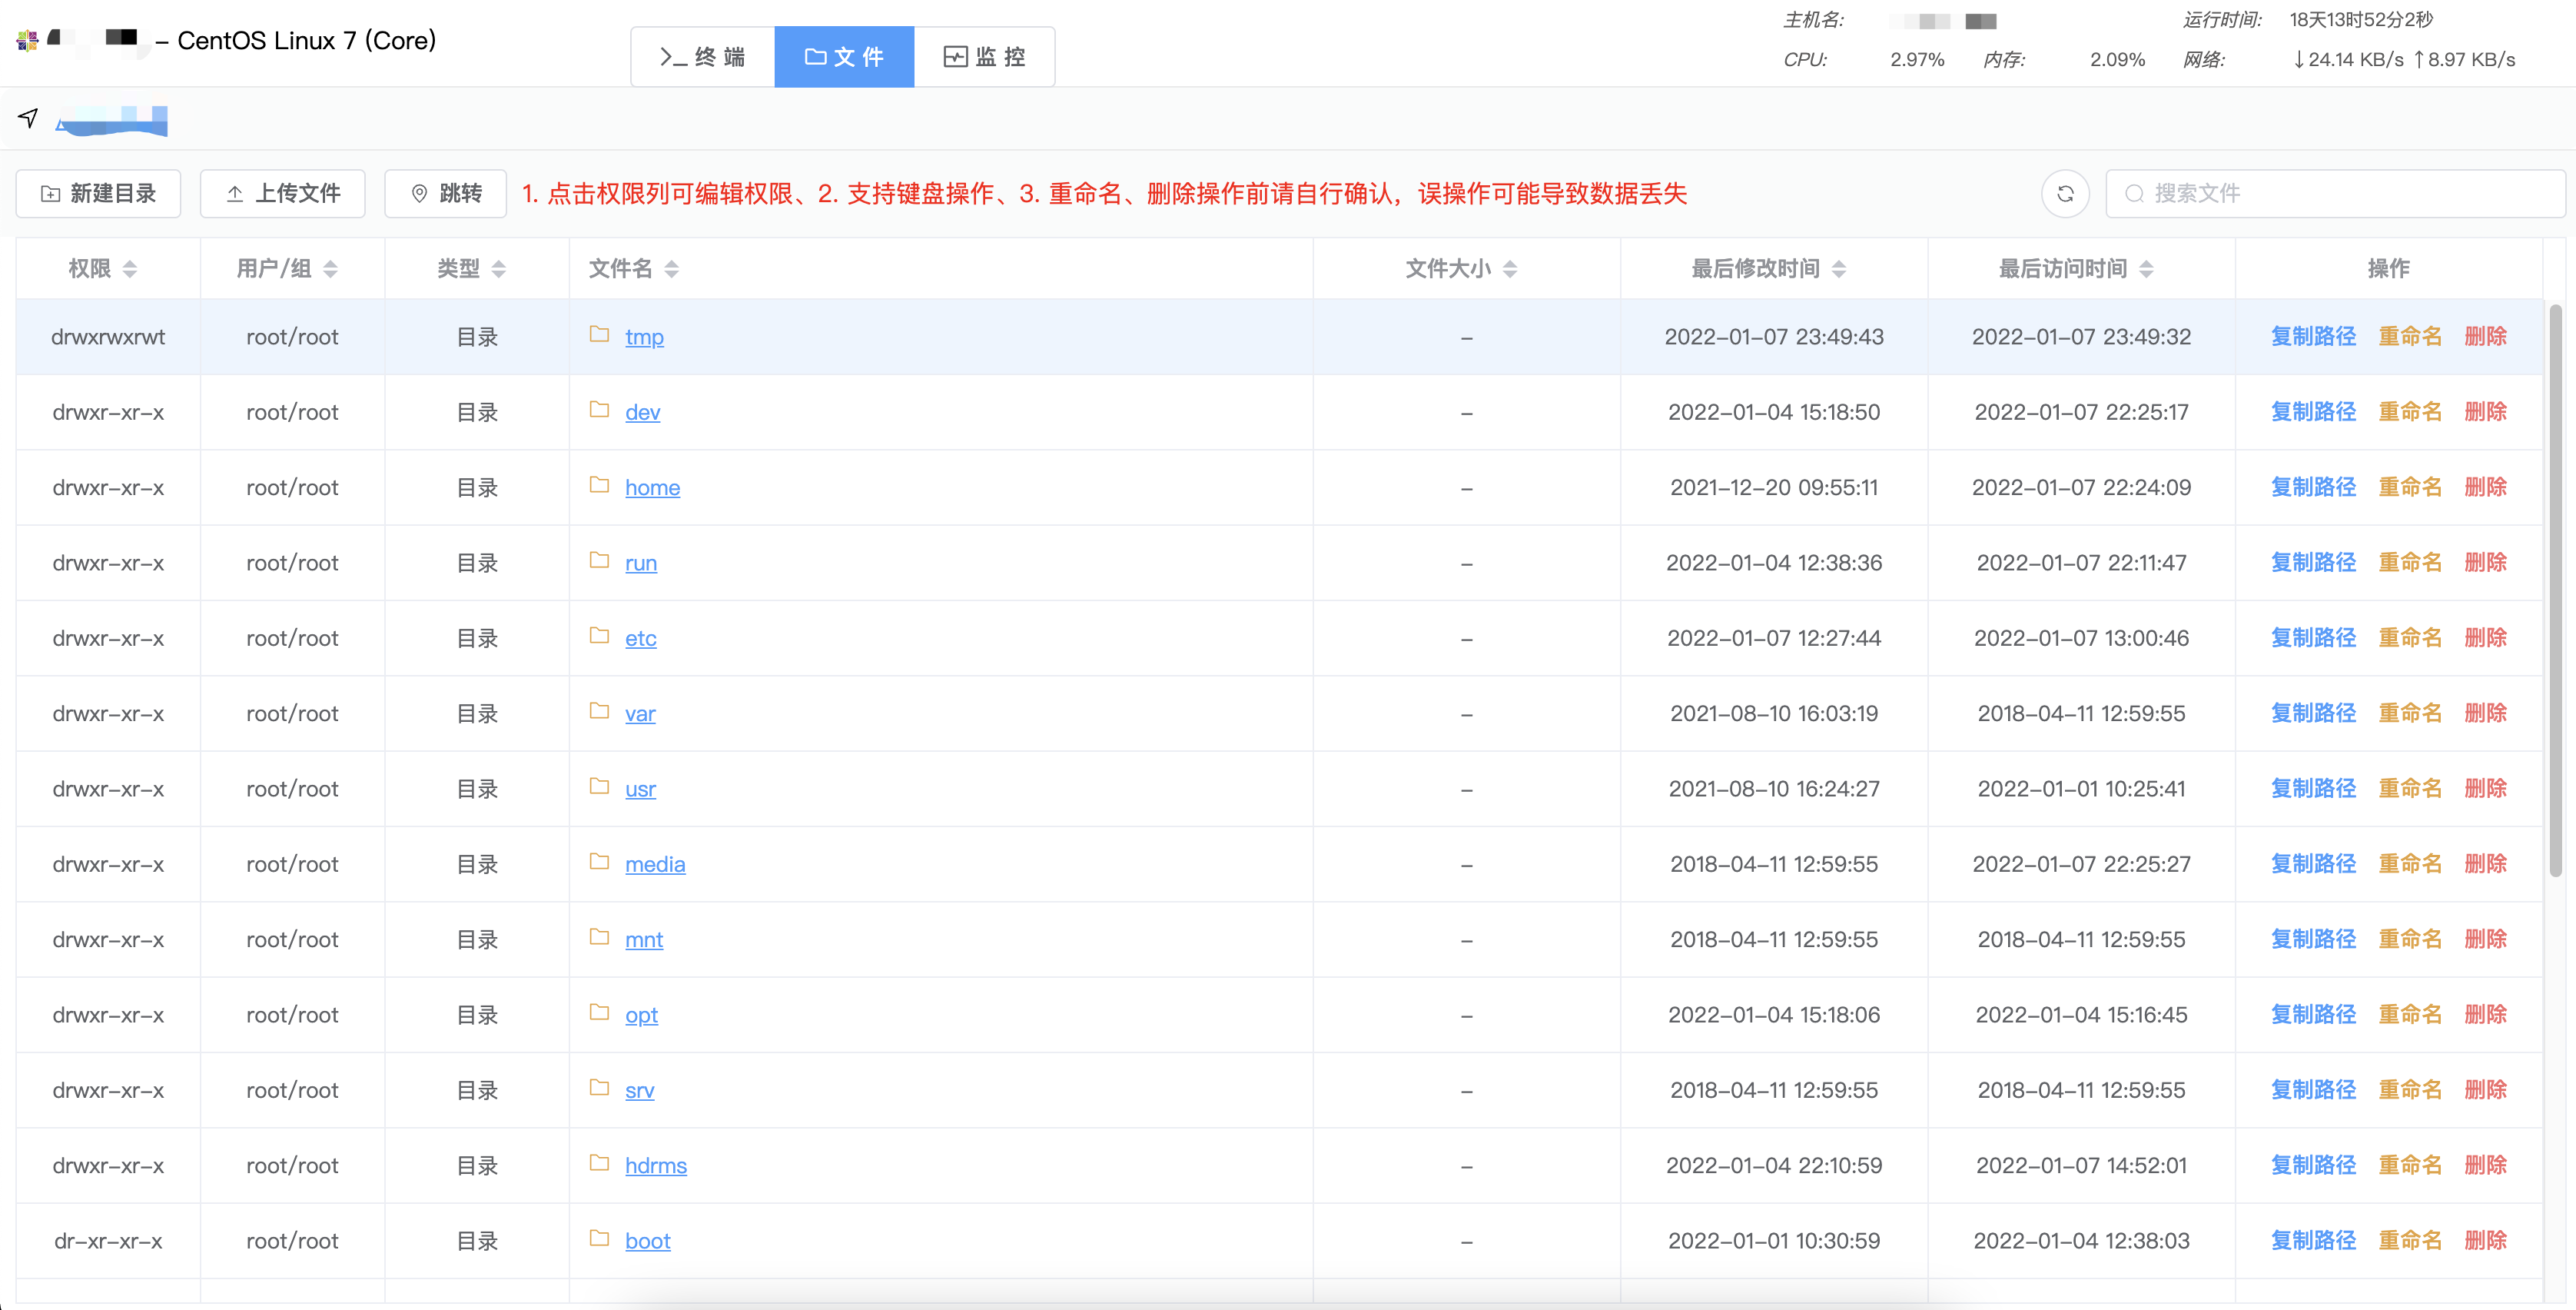 – CentOS Linux 7 (Core)
>_ 终 端 文 件 监 控
主机名: 运行时间: 18天13时52分2秒
CPU: 2.97% 内存: 2.09% 网络: ↓24.14 KB/s ↑8.97 KB/s
新建目录 上传文件 跳转 1. 点击权限列可编辑权限、2. 支持键盘操作、3. 重命名、删除操作前请自行确认，误操作可能导致数据丢失 搜索文件
权限 用户/组 类型 文件名 文件大小 最后修改时间 最后访问时间 操作
drwxrwxrwt root/root 目录 tmp – 2022-01-07 23:49:43 2022-01-07 23:49:32 复制路径 重命名 删除
drwxr-xr-x root/root 目录 dev – 2022-01-04 15:18:50 2022-01-07 22:25:17 复制路径 重命名 删除
drwxr-xr-x root/root 目录 home – 2021-12-20 09:55:11 2022-01-07 22:24:09 复制路径 重命名 删除
drwxr-xr-x root/root 目录 run – 2022-01-04 12:38:36 2022-01-07 22:11:47 复制路径 重命名 删除
drwxr-xr-x root/root 目录 etc – 2022-01-07 12:27:44 2022-01-07 13:00:46 复制路径 重命名 删除
drwxr-xr-x root/root 目录 var – 2021-08-10 16:03:19 2018-04-11 12:59:55 复制路径 重命名 删除
drwxr-xr-x root/root 目录 usr – 2021-08-10 16:24:27 2022-01-01 10:25:41 复制路径 重命名 删除
drwxr-xr-x root/root 目录 media – 2018-04-11 12:59:55 2022-01-07 22:25:27 复制路径 重命名 删除
drwxr-xr-x root/root 目录 mnt – 2018-04-11 12:59:55 2018-04-11 12:59:55 复制路径 重命名 删除
drwxr-xr-x root/root 目录 opt – 2022-01-04 15:18:06 2022-01-04 15:16:45 复制路径 重命名 删除
drwxr-xr-x root/root 目录 srv – 2018-04-11 12:59:55 2018-04-11 12:59:55 复制路径 重命名 删除
drwxr-xr-x root/root 目录 hdrms – 2022-01-04 22:10:59 2022-01-07 14:52:01 复制路径 重命名 删除
dr-xr-xr-x root/root 目录 boot – 2022-01-01 10:30:59 2022-01-04 12:38:03 复制路径 重命名 删除